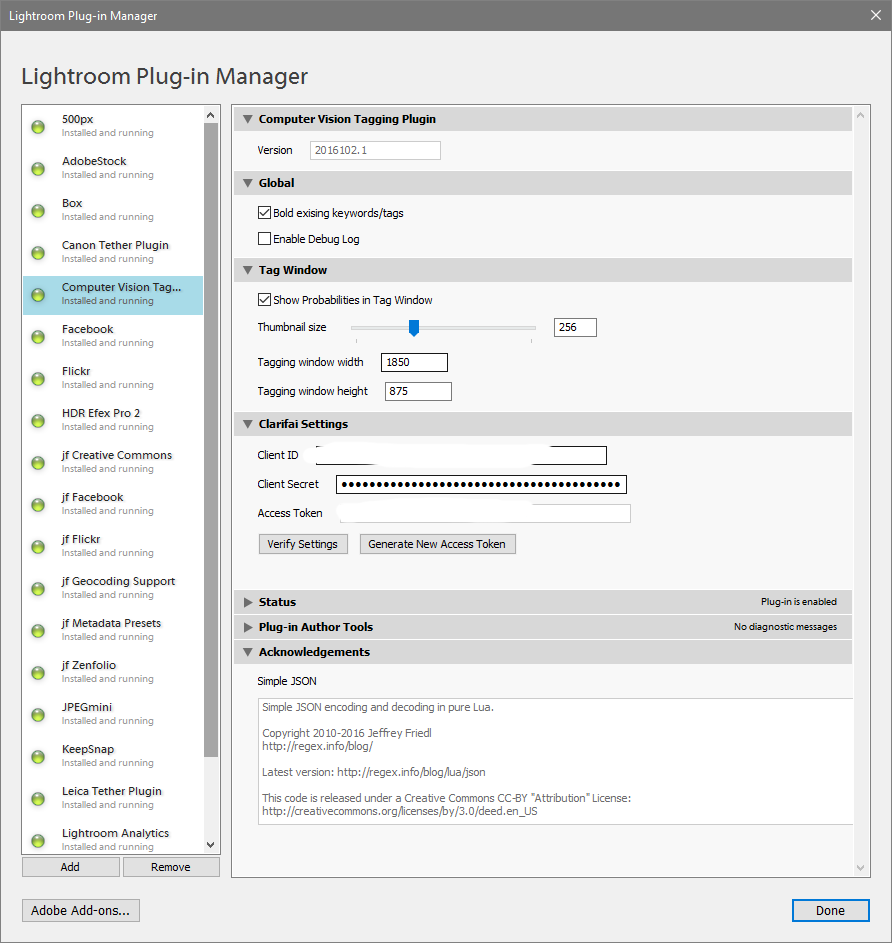 Lightroom Plug-in Manager
Lightroom Plug-in Manager
500px
Installed and running
AdobeStock
Installed and running
Box
Installed and running
Canon Tether Plugin
Installed and running
Computer Vision Tag...
Installed and running
Facebook
Installed and running
Flickr
Installed and running
HDR Efex Pro 2
Installed and running
jf Creative Commons
Installed and running
jf Facebook
Installed and running
jf Flickr
Installed and running
jf Geocoding Support
Installed and running
jf Metadata Presets
Installed and running
jf Zenfolio
Installed and running
JPEGmini
Installed and running
KeepSnap
Installed and running
Leica Tether Plugin
Installed and running
Lightroom Analytics
Installed and running
Add
Remove
Computer Vision Tagging Plugin
Version 2016102.1
Global
Bold exising keywords/tags
Enable Debug Log
Tag Window
Show Probabilities in Tag Window
Thumbnail size 256
Tagging window width 1850
Tagging window height 875
Clarifai Settings
Client ID
Client Secret ●●●●●●●●●●●●●●●●●●●●●●●●●●●●●●●●●●●●●●●●
Access Token
Verify Settings Generate New Access Token
Status Plug-in is enabled
Plug-in Author Tools No diagnostic messages
Acknowledgements
Simple JSON
Simple JSON encoding and decoding in pure Lua.
Copyright 2010-2016 Jeffrey Friedl
http://regex.info/blog/
Latest version: http://regex.info/blog/lua/json
This code is released under a Creative Commons CC-BY "Attribution" License:
http://creativecommons.org/licenses/by/3.0/deed.en_US
Adobe Add-ons...
Done